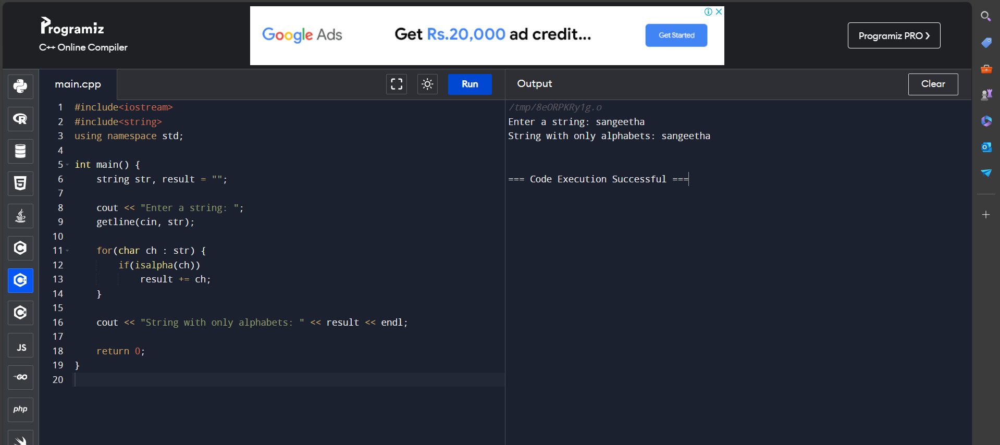 Programiz
C++ Online Compiler
Google Ads
Get Rs.20,000 ad credit...
Get Started
Programiz PRO ❯
main.cpp
Run
Output
Clear
1 #include<iostream>
2 #include<string>
3 using namespace std;
4
5 int main() {
6     string str, result = "";
7
8     cout << "Enter a string: ";
9     getline(cin, str);
10
11     for(char ch : str) {
12         if(isalpha(ch))
13             result += ch;
14     }
15
16     cout << "String with only alphabets: " << result << endl;
17
18     return 0;
19 }
20
/tmp/8eORPKRy1g.o
Enter a string: sangeetha
String with only alphabets: sangeetha
=== Code Execution Successful ===
R
5
C
C++
C#
JS
GO
php